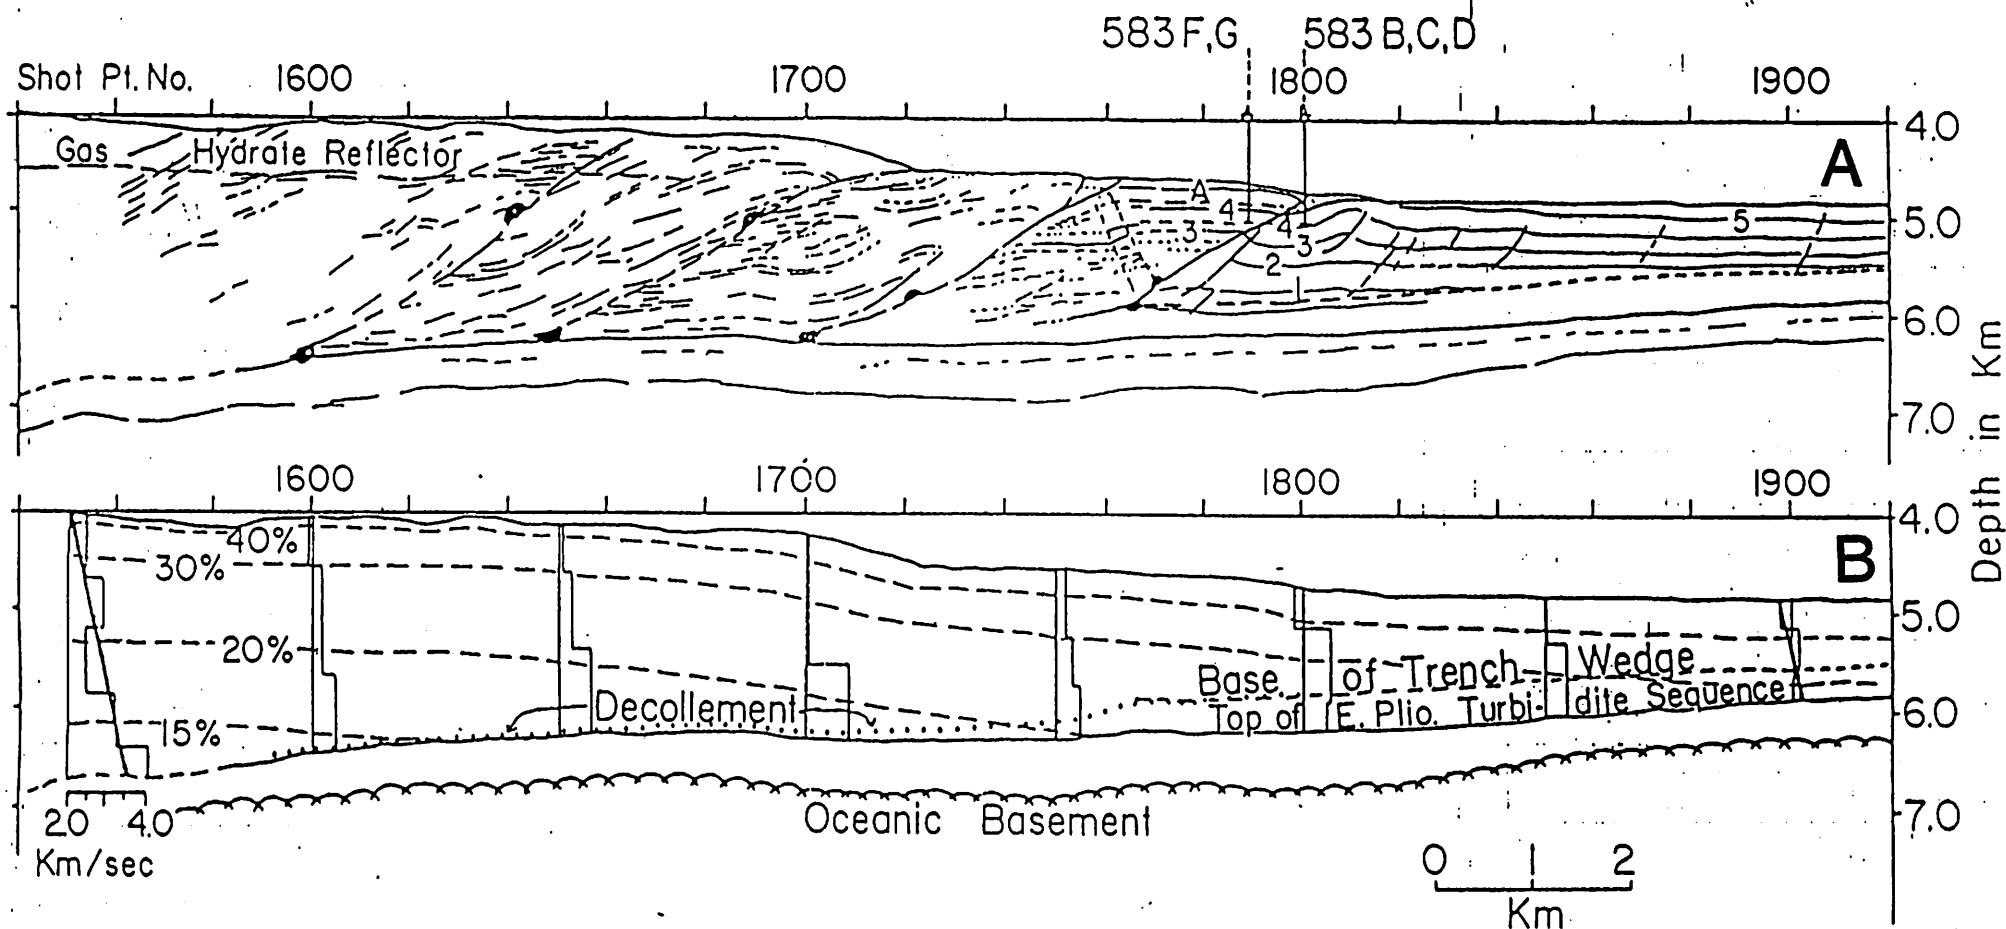 583 F,G 583 B,C,D
Shot Pt. No. 1600 1700 1800 1900
4.0
Gas Hydrate Reflector
A
A
4 4 5
5.0
3 3
2
1
6.0
7.0
Depth in Km
1600 1700 1800 1900
4.0
40%
B
30%
5.0
20%
Base of Trench Wedge
Decollement
Top of E. Plio. Turbi- dite Sequence
15%
6.0
2.0 4.0
Oceanic Basement
7.0
Km/sec
0 1 2
Km